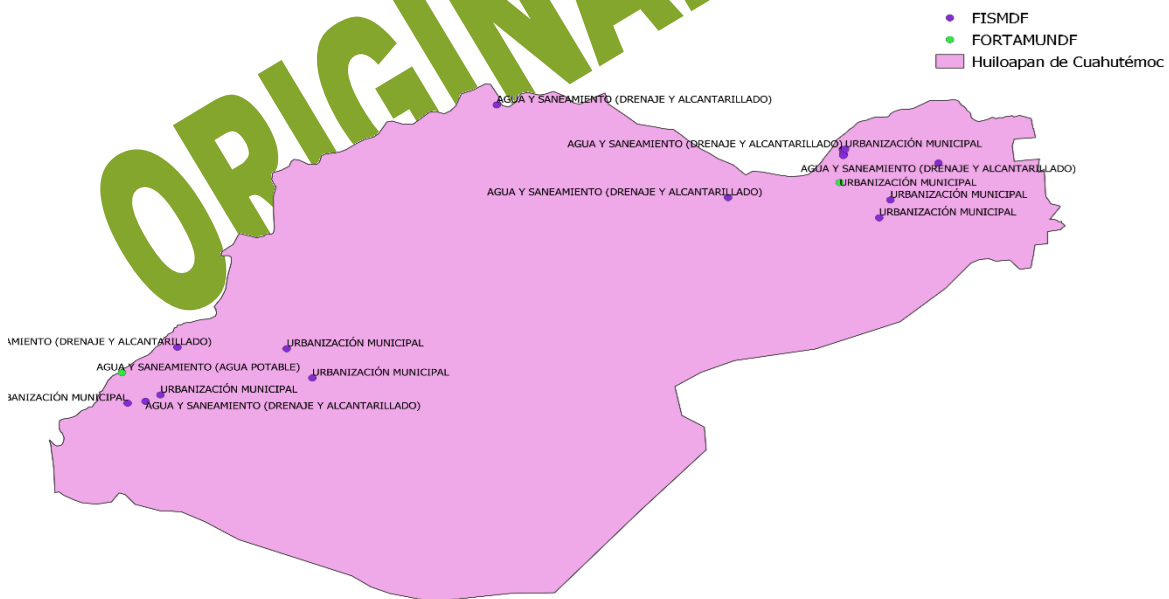 FISMDF
FORTAMUNDF
Huiloapan de Cuahutémoc
ORIGINA
AGUA Y SANEAMIENTO (DRENAJE Y ALCANTARILLADO)
AGUA Y SANEAMIENTO (DRENAJE Y ALCANTARILLADO)
URBANIZACIÓN MUNICIPAL
AGUA Y SANEAMIENTO (DRENAJE Y ALCANTARILLADO)
URBANIZACIÓN MUNICIPAL
AGUA Y SANEAMIENTO (DRENAJE Y ALCANTARILLADO)
URBANIZACIÓN MUNICIPAL
URBANIZACIÓN MUNICIPAL
AMIENTO (DRENAJE Y ALCANTARILLADO)
URBANIZACIÓN MUNICIPAL
AGUA Y SANEAMIENTO (AGUA POTABLE)
URBANIZACIÓN MUNICIPAL
URBANIZACIÓN MUNICIPAL
BANIZACIÓN MUNICIPAL
AGUA Y SANEAMIENTO (DRENAJE Y ALCANTARILLADO)